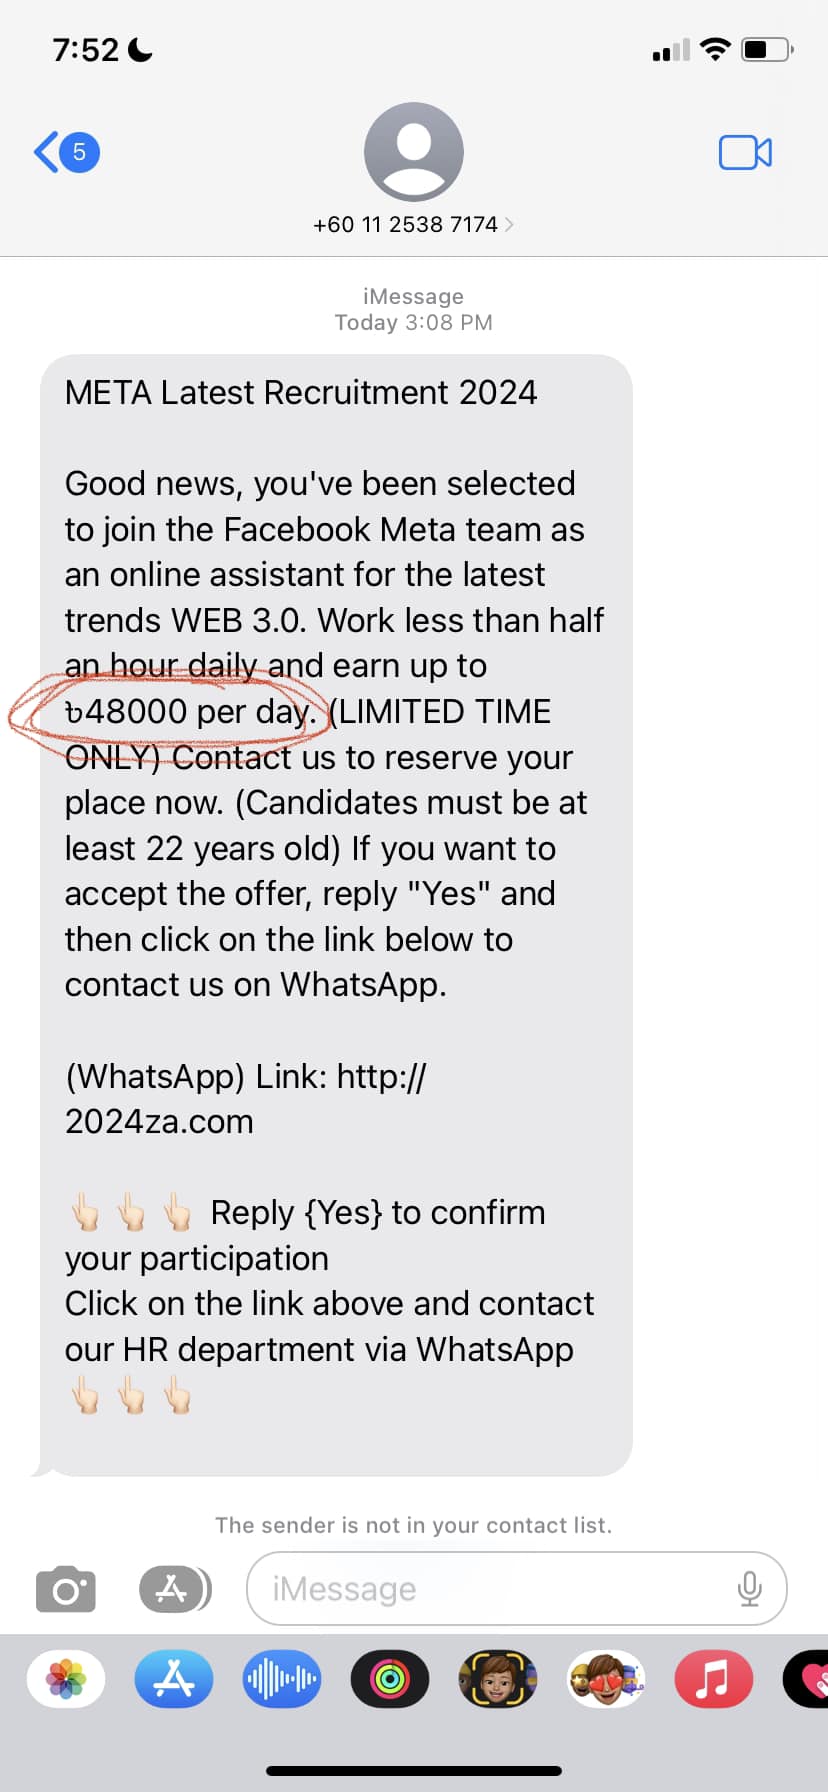 7:52
5
+60 11 2538 7174
iMessage
Today 3:08 PM
META Latest Recruitment 2024
Good news, you've been selected
to join the Facebook Meta team as
an online assistant for the latest
trends WEB 3.0. Work less than half
an hour daily and earn up to
৳48000 per day. (LIMITED TIME
ONLY) Contact us to reserve your
place now. (Candidates must be at
least 22 years old) If you want to
accept the offer, reply "Yes" and
then click on the link below to
contact us on WhatsApp.
(WhatsApp) Link: http://
2024za.com
👆🏻 👆🏻 👆🏻 Reply {Yes} to confirm
your participation
Click on the link above and contact
our HR department via WhatsApp
👆🏻 👆🏻 👆🏻
The sender is not in your contact list.
iMessage